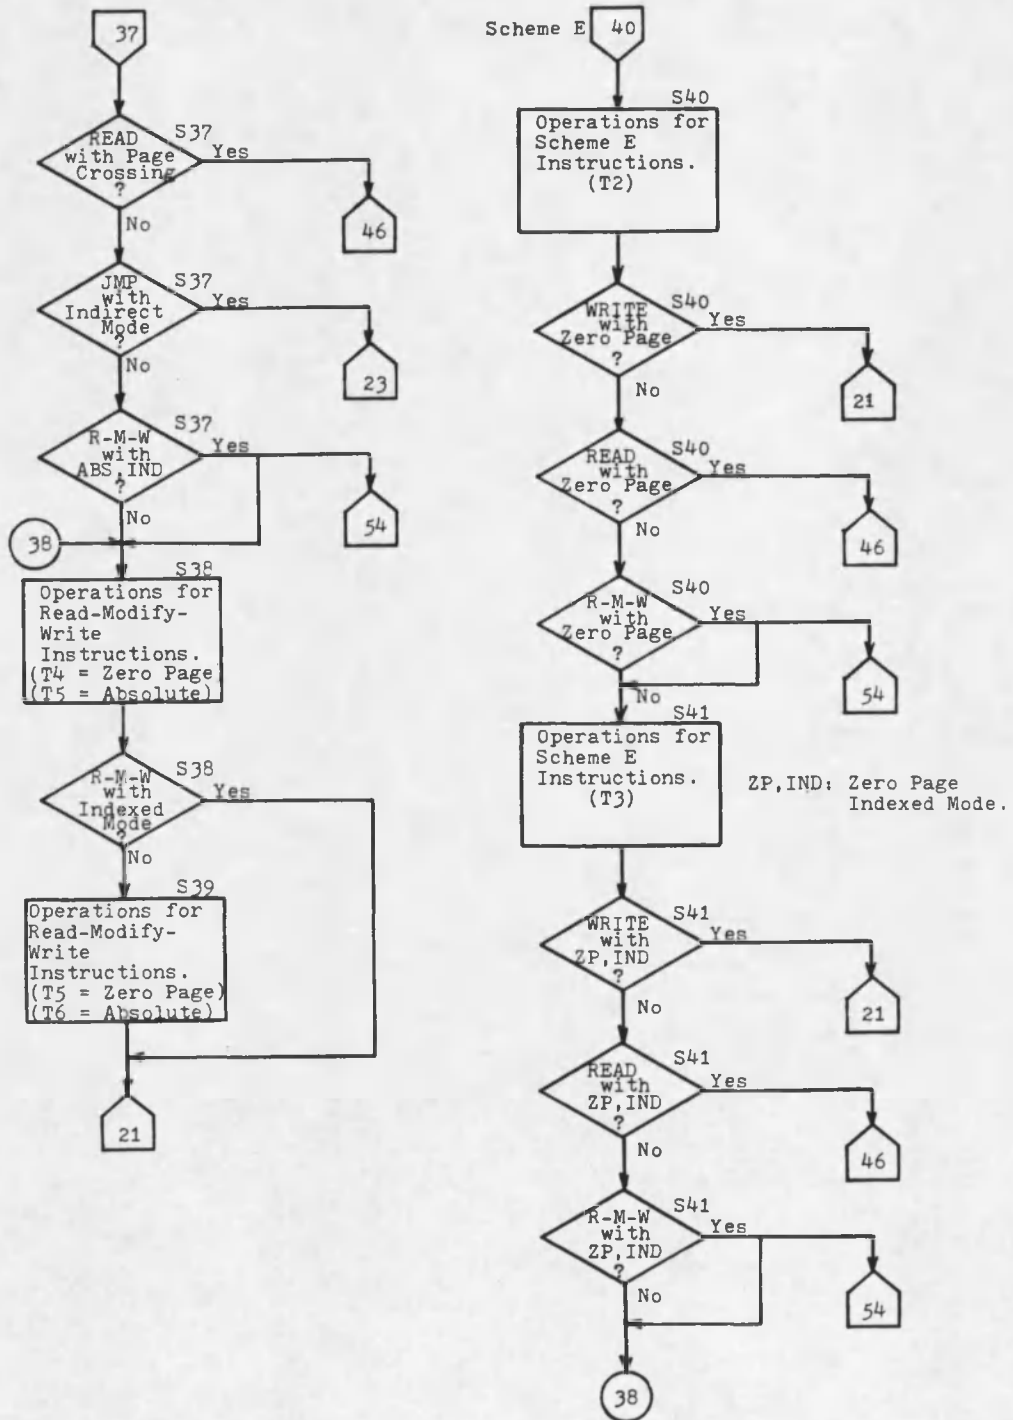 37
READ
with Page
Crossing
?
S37
Yes
46
No
JMP
with
Indirect
Mode
?
S37
Yes
23
No
R-M-W
with
ABS,IND
?
S37
Yes
54
No
38
S38
Operations for
Read-Modify-
Write
Instructions.
(T4 = Zero Page
(T5 = Absolute)
R-M-W
with
Indexed
Mode
?
S38
Yes
No
S39
Operations for
Read-Modify-
Write
Instructions.
(T5 = Zero Page)
(T6 = Absolute)
21
Scheme E
40
S40
Operations for
Scheme E
Instructions.
(T2)
WRITE
with
Zero Page
?
S40
Yes
21
No
READ
with
Zero Page
?
S40
Yes
46
No
R-M-W
with
Zero Page
?
S40
Yes
54
No
S41
Operations for
Scheme E
Instructions.
(T3)
ZP,IND: Zero Page
Indexed Mode.
WRITE
with
ZP,IND
?
S41
Yes
21
No
READ
with
ZP,IND
?
S41
Yes
46
No
R-M-W
with
ZP,IND
?
S41
Yes
54
No
38